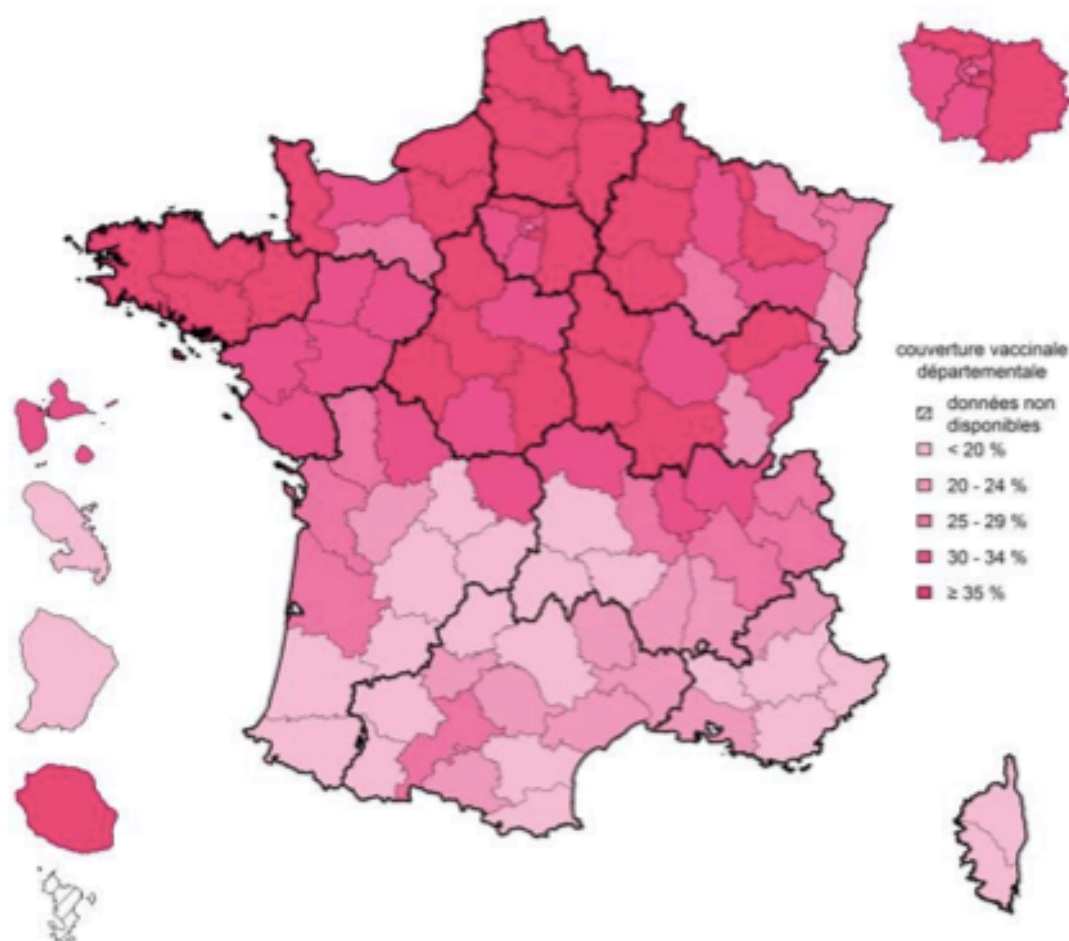 couverture vaccinale
départementale
données non
disponibles
< 20 %
20 - 24 %
25 - 29 %
30 - 34 %
≥ 35 %